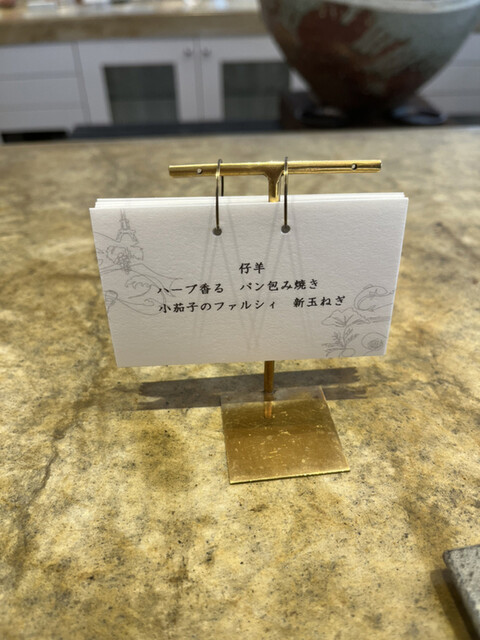 仔羊
ハーブ香る　パン包み焼き
小茄子のファルシィ　新玉ねぎ